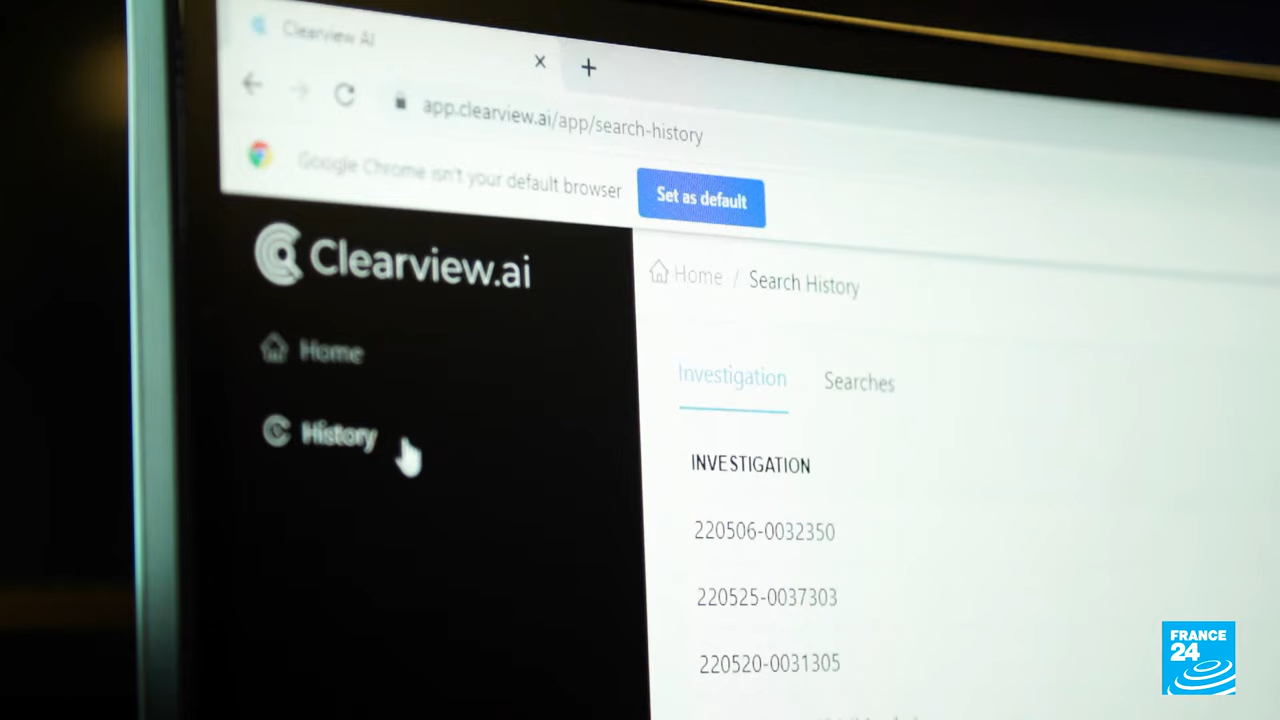 Clearview AI
app.clearview.ai/app/search-history
Google Chrome isn't your default browser
Set as default
Clearview.ai
Home / Search History
Home
Investigation Searches
History
INVESTIGATION
220506-0032350
220525-0037303
220520-0031305
FRANCE
24